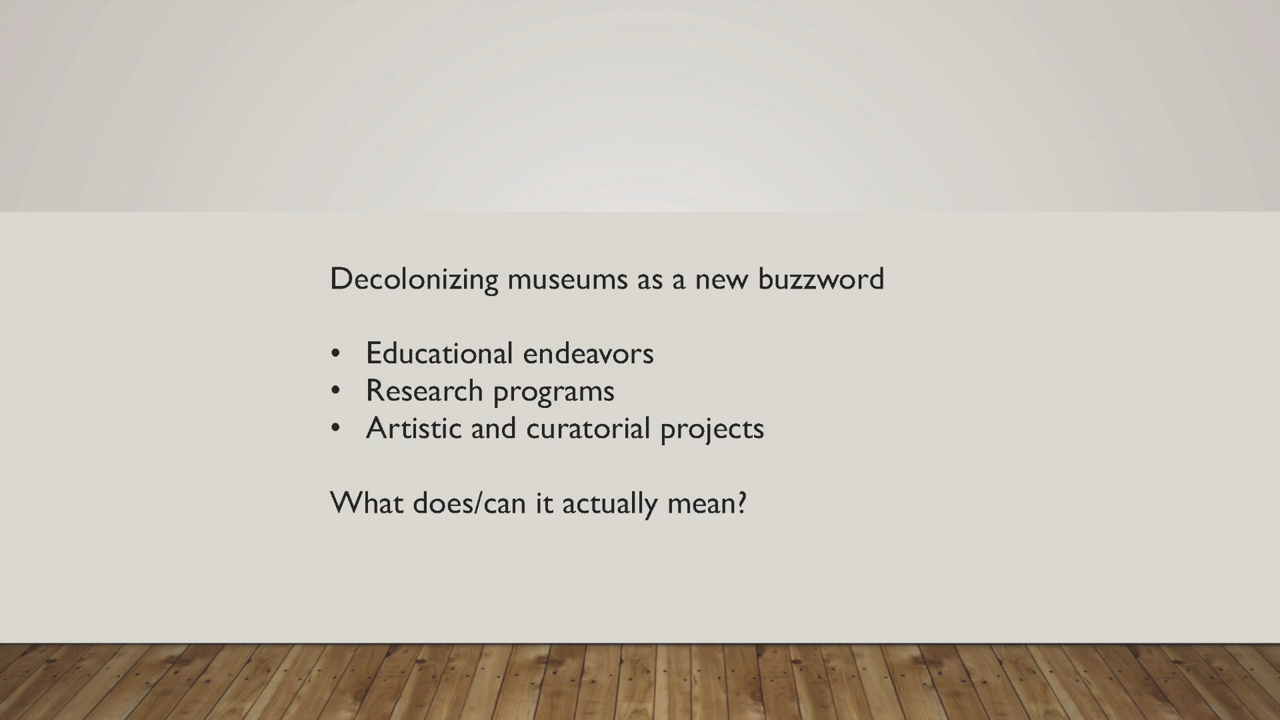 Decolonizing museums as a new buzzword
• Educational endeavors
• Research programs
• Artistic and curatorial projects
What does/can it actually mean?